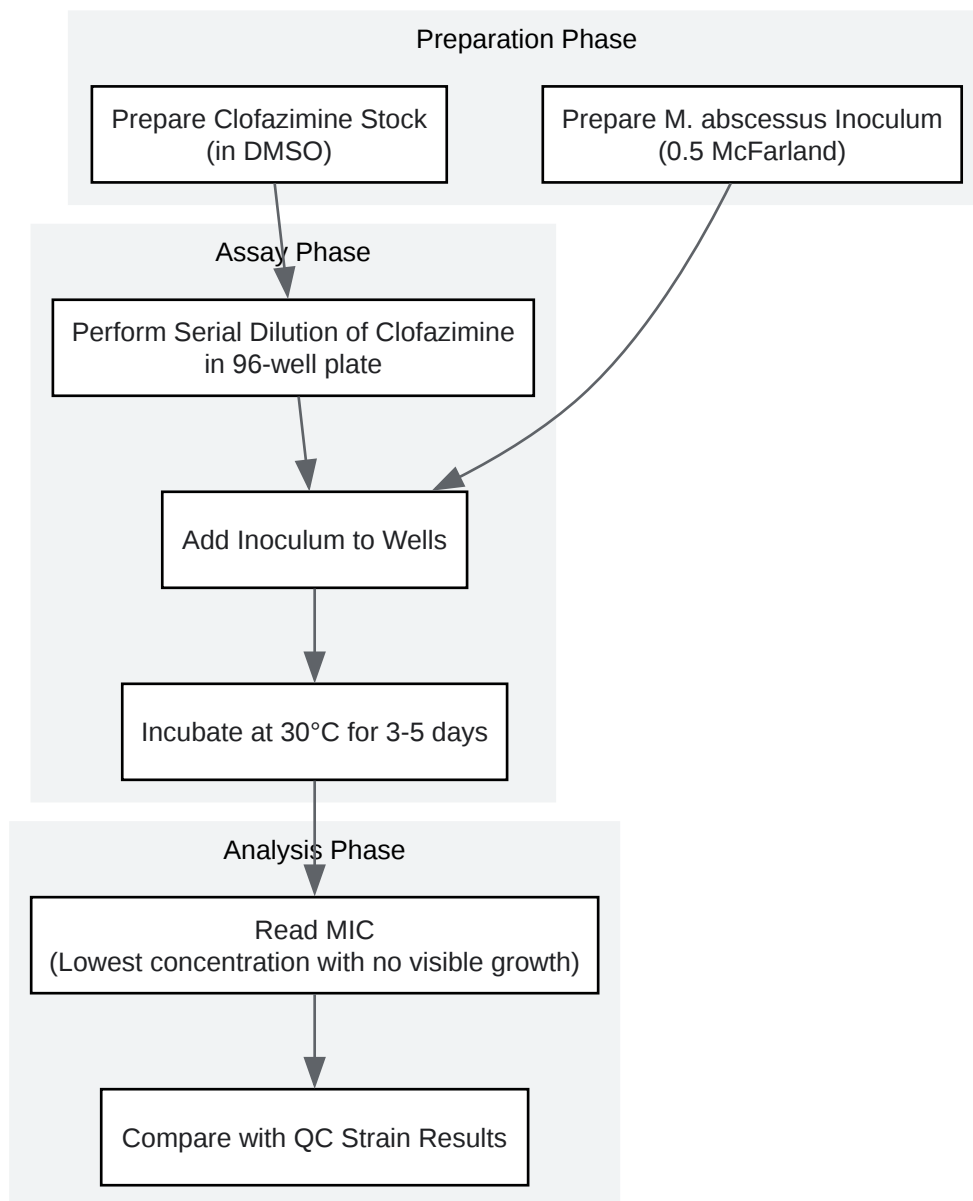 Preparation Phase
Prepare Clofazimine Stock
(in DMSO)
Prepare M. abscessus Inoculum
(0.5 McFarland)
Assay Phase
Perform Serial Dilution of Clofazimine
in 96-well plate
Add Inoculum to Wells
Incubate at 30°C for 3-5 days
Analysis Phase
Read MIC
(Lowest concentration with no visible growth)
Compare with QC Strain Results